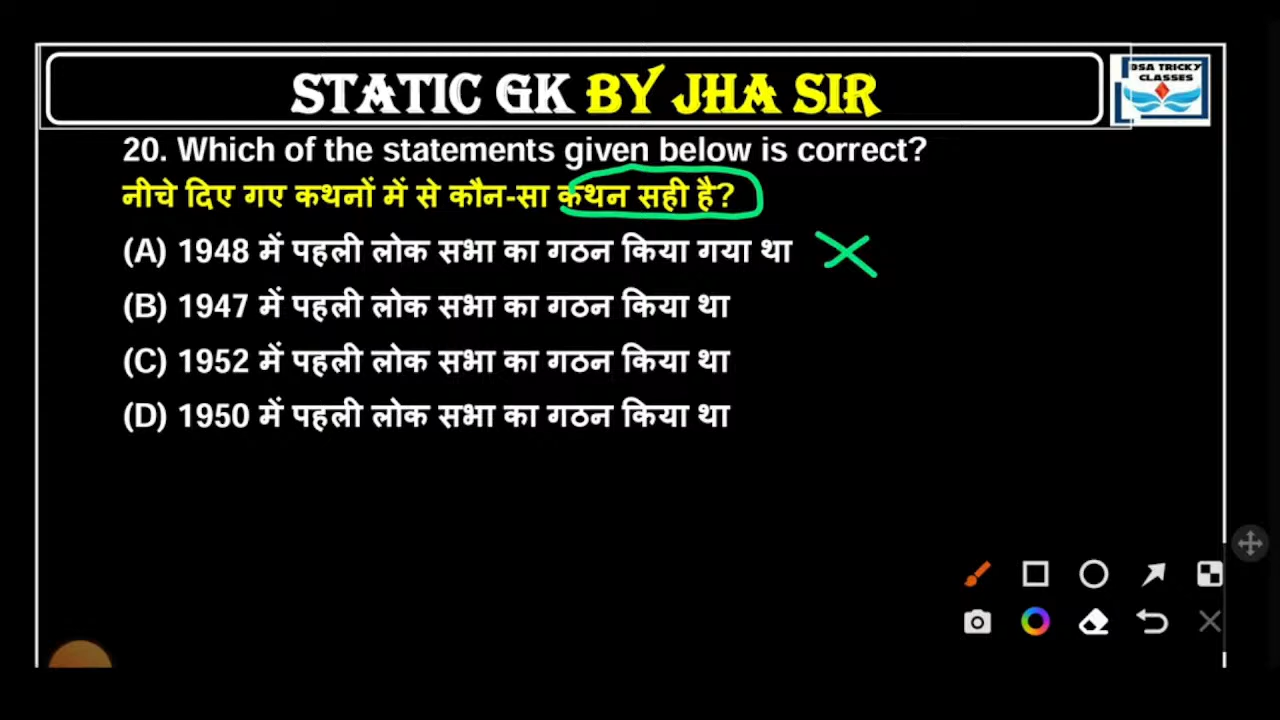 STATIC GK BY JHA SIR
DSA TRICKY
CLASSES
20. Which of the statements given below is correct?
नीचे दिए गए कथनों में से कौन-सा कथन सही है?
(A) 1948 में पहली लोक सभा का गठन किया गया था
(B) 1947 में पहली लोक सभा का गठन किया था
(C) 1952 में पहली लोक सभा का गठन किया था
(D) 1950 में पहली लोक सभा का गठन किया था